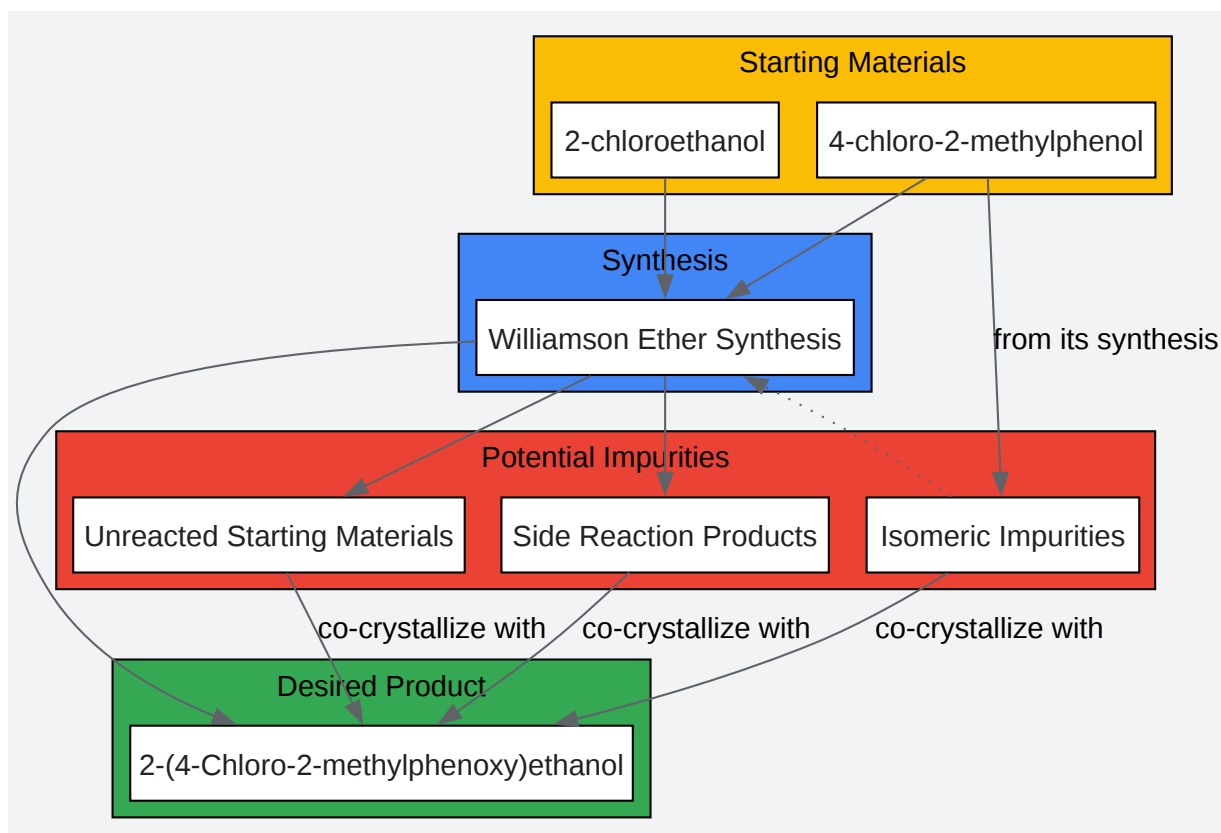 Starting Materials
2-chloroethanol
4-chloro-2-methylphenol
Synthesis
Williamson Ether Synthesis
from its synthesis
Potential Impurities
Unreacted Starting Materials
Side Reaction Products
Isomeric Impurities
co-crystallize with
co-crystallize with
co-crystallize with
Desired Product
2-(4-Chloro-2-methylphenoxy)ethanol